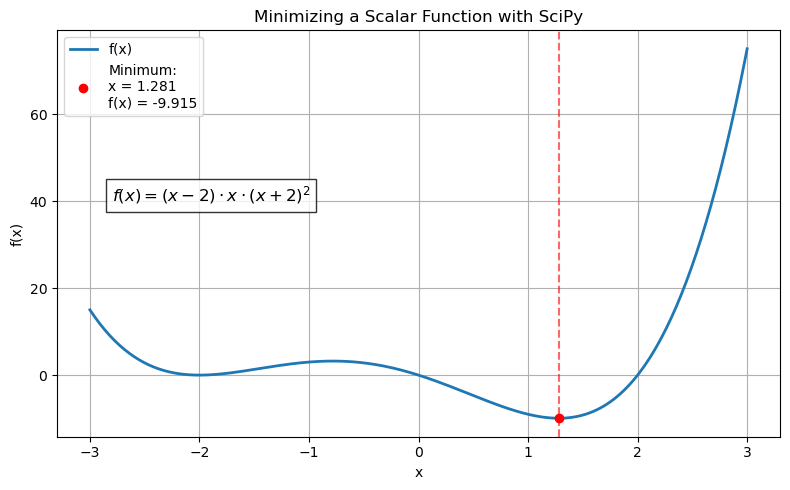 Minimizing a Scalar Function with SciPy
f(x)
Minimum:
x = 1.281
f(x) = -9.915
f(x) = (x − 2) · x · (x + 2)²
f(x)
60
40
20
0
−3 −2 −1 0 1 2 3
x